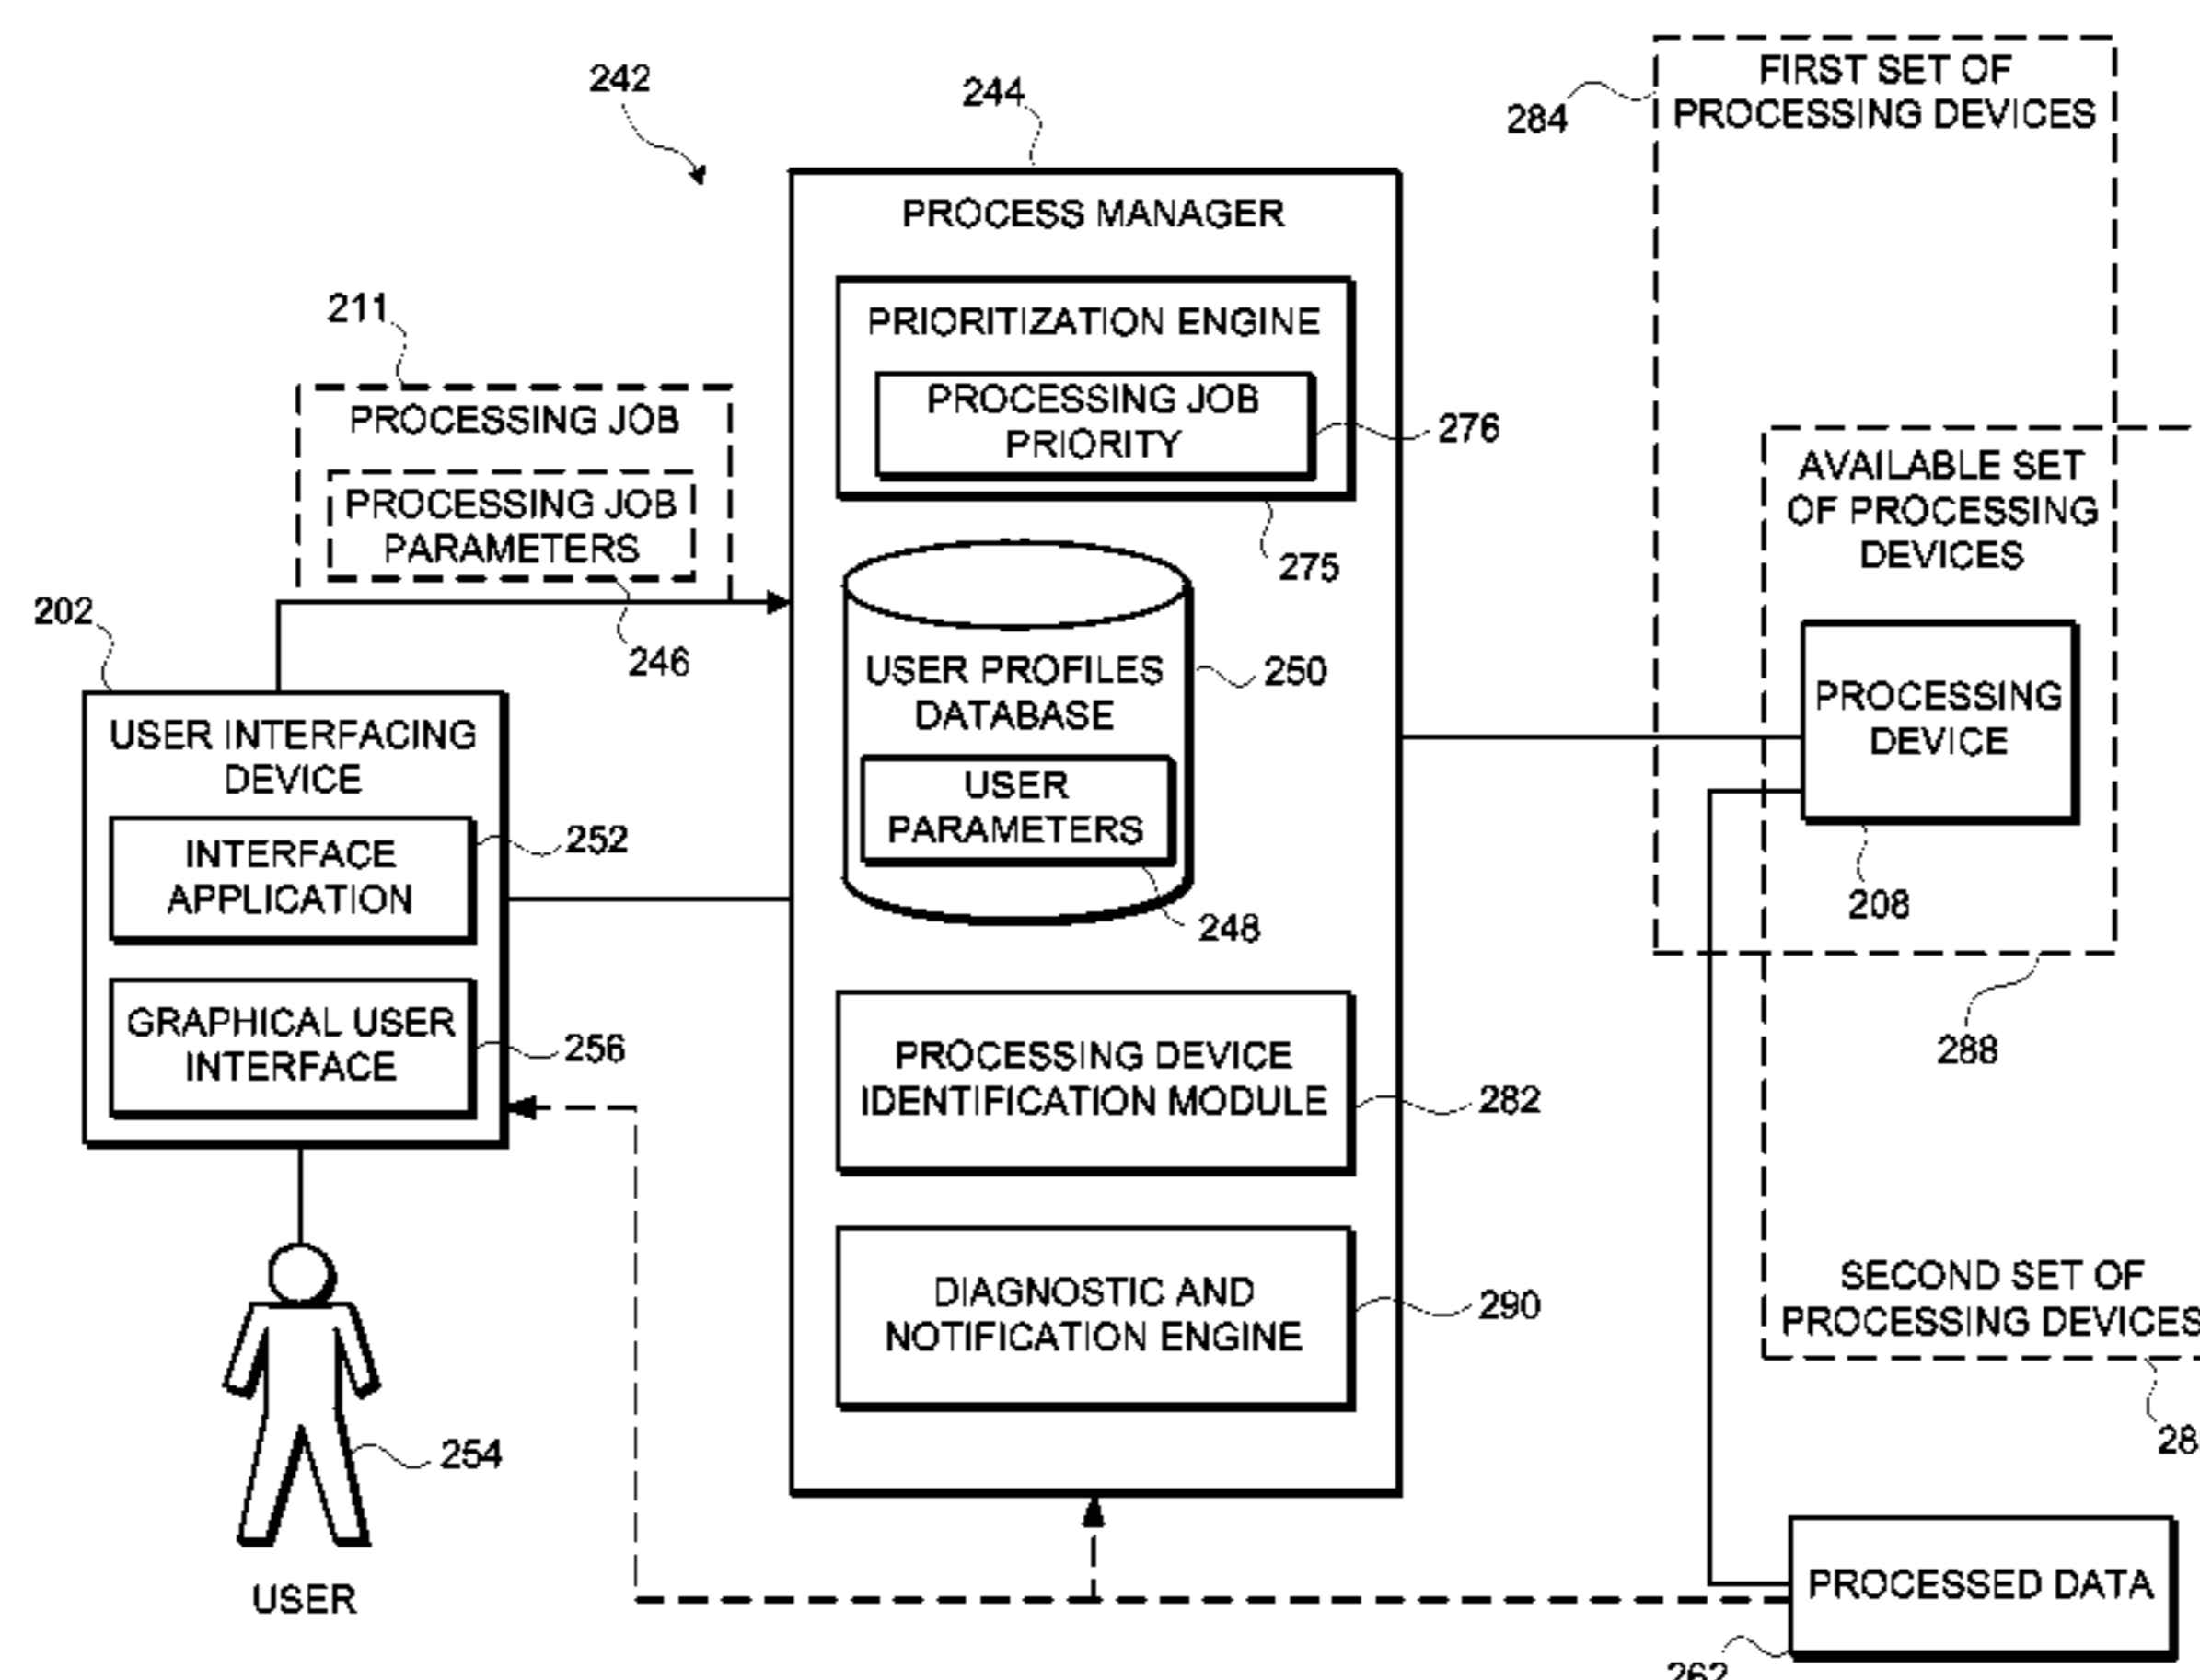 242
244
284
FIRST SET OF
PROCESSING DEVICES
PROCESS MANAGER
211
PRIORITIZATION ENGINE
PROCESSING JOB
PRIORITY
276
275
PROCESSING JOB
PROCESSING JOB
PARAMETERS
246
AVAILABLE SET
OF PROCESSING
DEVICES
202
USER INTERFACING
DEVICE
INTERFACE
APPLICATION
252
GRAPHICAL USER
INTERFACE
256
USER PROFILES
DATABASE
250
USER
PARAMETERS
248
PROCESSING
DEVICE
208
288
PROCESSING DEVICE
IDENTIFICATION MODULE
282
DIAGNOSTIC AND
NOTIFICATION ENGINE
290
SECOND SET OF
PROCESSING DEVICES
254
USER
PROCESSED DATA
262